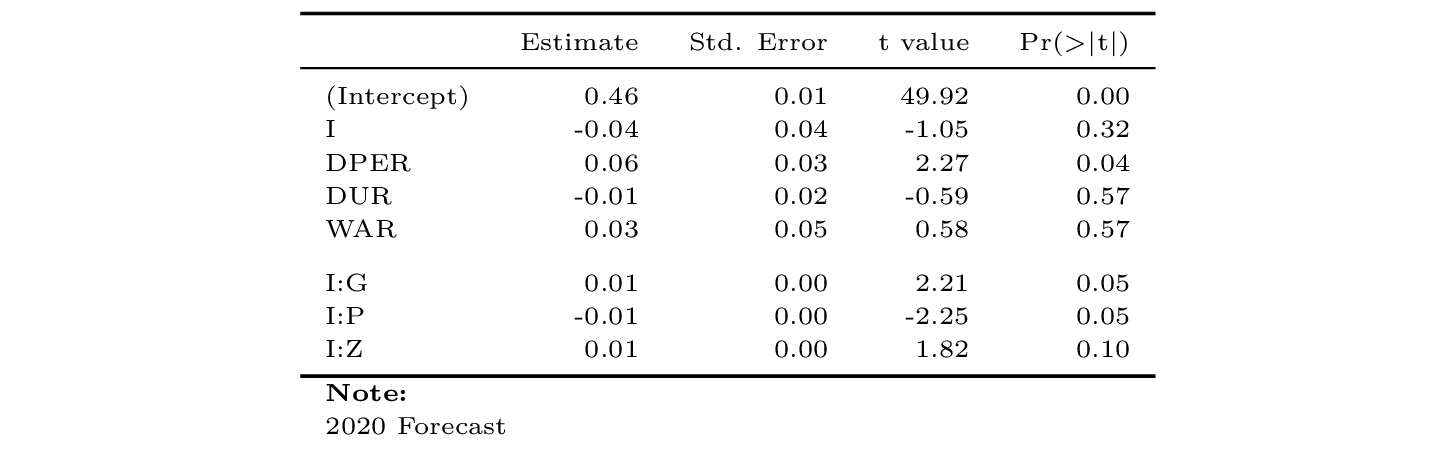 Estimate Std. Error t value Pr(>|t|)
(Intercept) 0.46 0.01 49.92 0.00
I -0.04 0.04 -1.05 0.32
DPER 0.06 0.03 2.27 0.04
DUR -0.01 0.02 -0.59 0.57
WAR 0.03 0.05 0.58 0.57
I:G 0.01 0.00 2.21 0.05
I:P -0.01 0.00 -2.25 0.05
I:Z 0.01 0.00 1.82 0.10
Note:
2020 Forecast